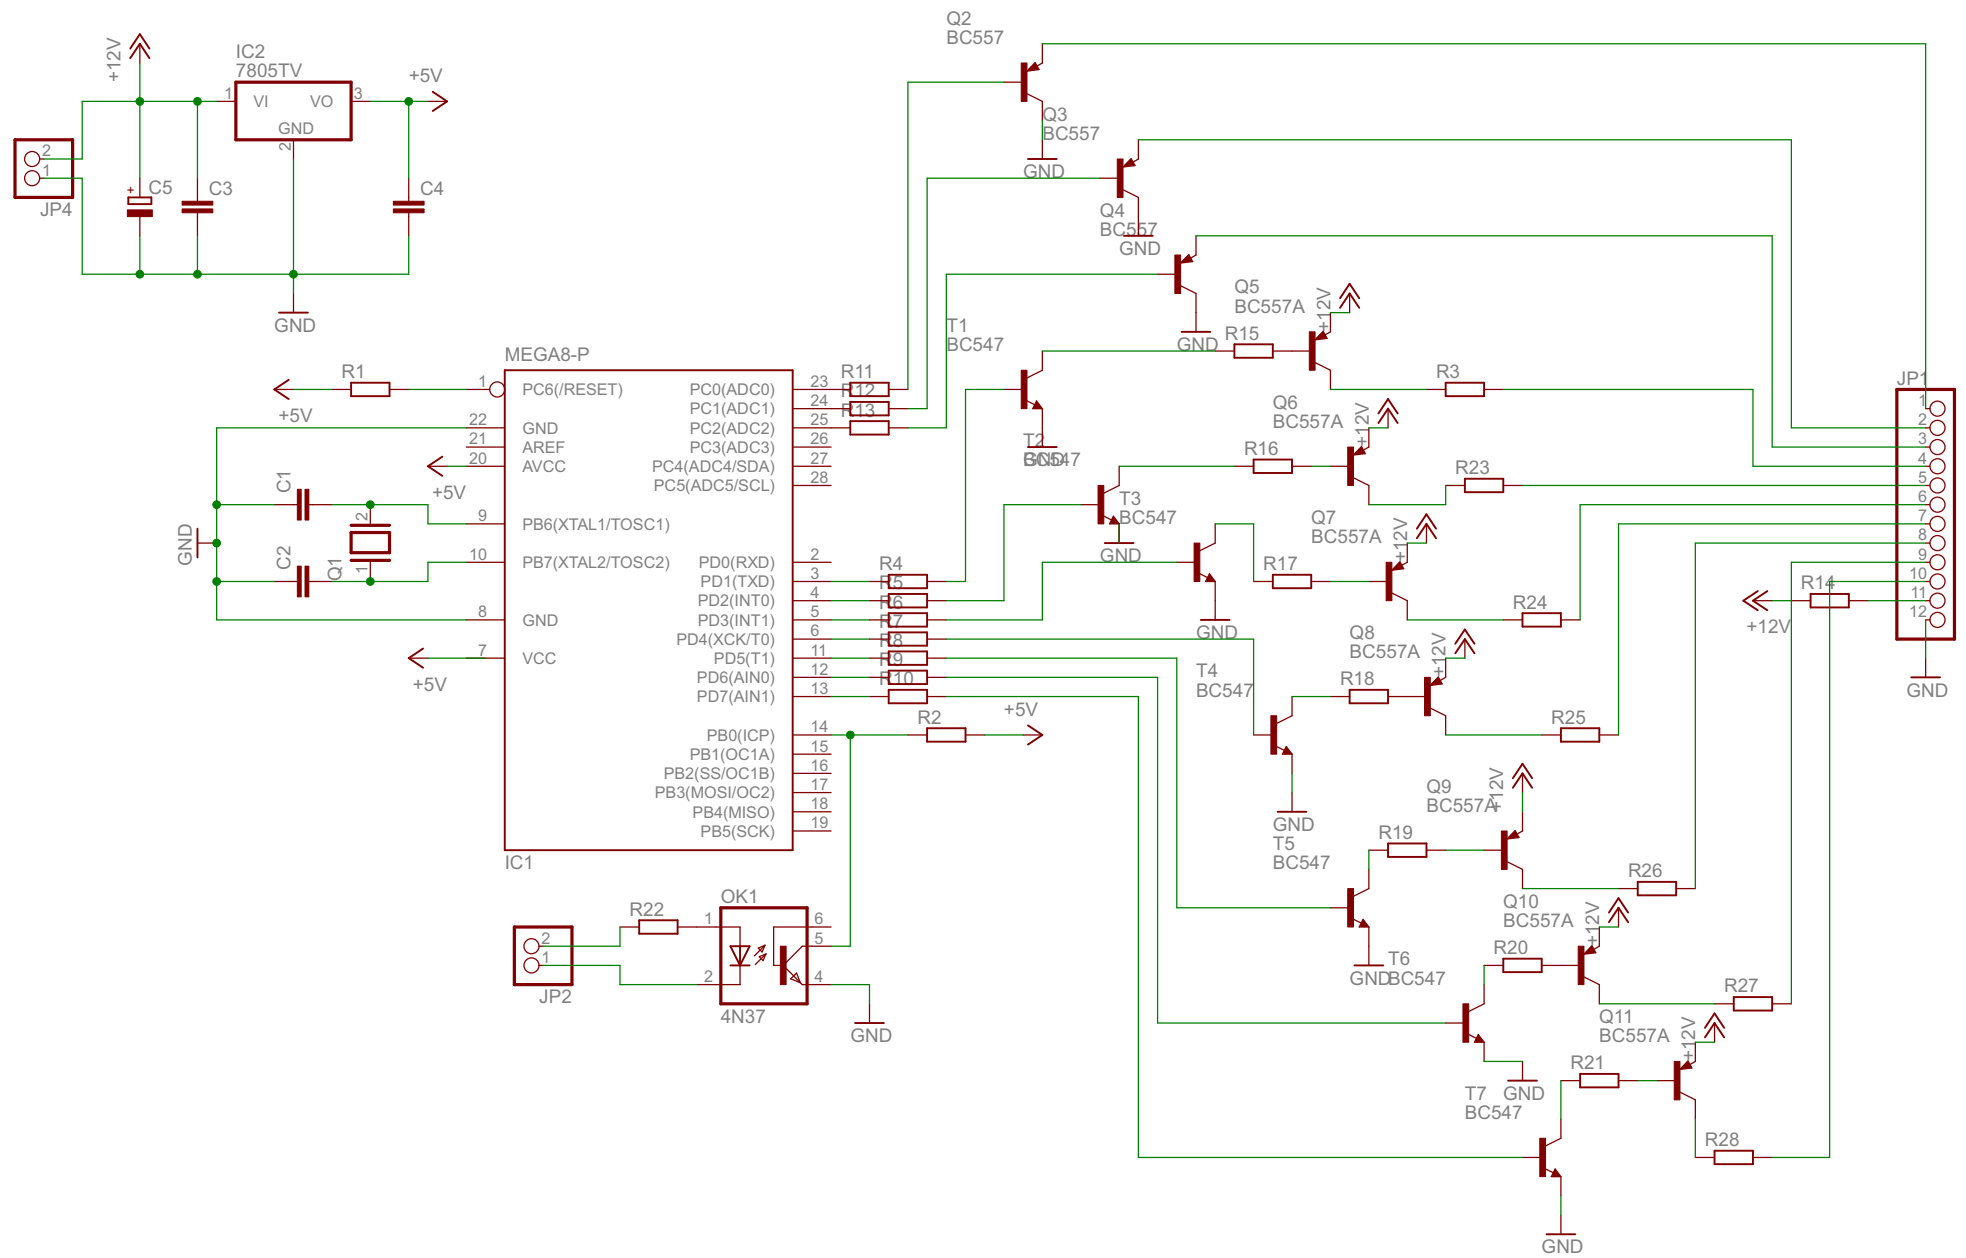 +12V
IC2
7805TV
+5V
1
VI
VO
3
GND
2
2
1
JP4
+
C5
C3
C4
GND
Q2
BC557
Q3
BC557
GND
Q4
BC557
GND
Q5
BC557A
+12V
T1
BC547
R15
GND
MEGA8-P
R1
+5V
1
PC6(/RESET)
22
GND
21
AREF
20
AVCC
+5V
9
PB6(XTAL1/TOSC1)
10
PB7(XTAL2/TOSC2)
8
GND
7
VCC
+5V
C1
C2
2
1
Q1
GND
PC0(ADC0)
23
R11
PC1(ADC1)
24
R12
PC2(ADC2)
25
R13
PC3(ADC3)
26
PC4(ADC4/SDA)
27
PC5(ADC5/SCL)
28
PD0(RXD)
2
PD1(TXD)
3
R4
PD2(INT0)
4
R5
PD3(INT1)
5
R6
PD4(XCK/T0)
6
R7
PD5(T1)
11
R8
PD6(AIN0)
12
R9
PD7(AIN1)
13
R10
PB0(ICP)
14
R2
+5V
PB1(OC1A)
15
PB2(SS/OC1B)
16
PB3(MOSI/OC2)
17
PB4(MISO)
18
PB5(SCK)
19
IC1
R3
Q6
BC557A
+12V
T2
BC547
GND
R16
R23
T3
BC547
GND
Q7
BC557A
+12V
R17
R24
GND
Q8
BC557A
+12V
T4
BC547
R18
R25
GND
Q9
BC557A
+12V
T5
BC547
R19
R26
GND
Q10
BC557A
+12V
T6
BC547
R20
R27
GND
Q11
BC557A
+12V
T7
BC547
R21
R28
GND
JP1
1
2
3
4
5
6
7
8
9
10
11
12
R14
+12V
GND
JP2
2
1
R22
OK1
1
2
6
5
4
4N37
GND